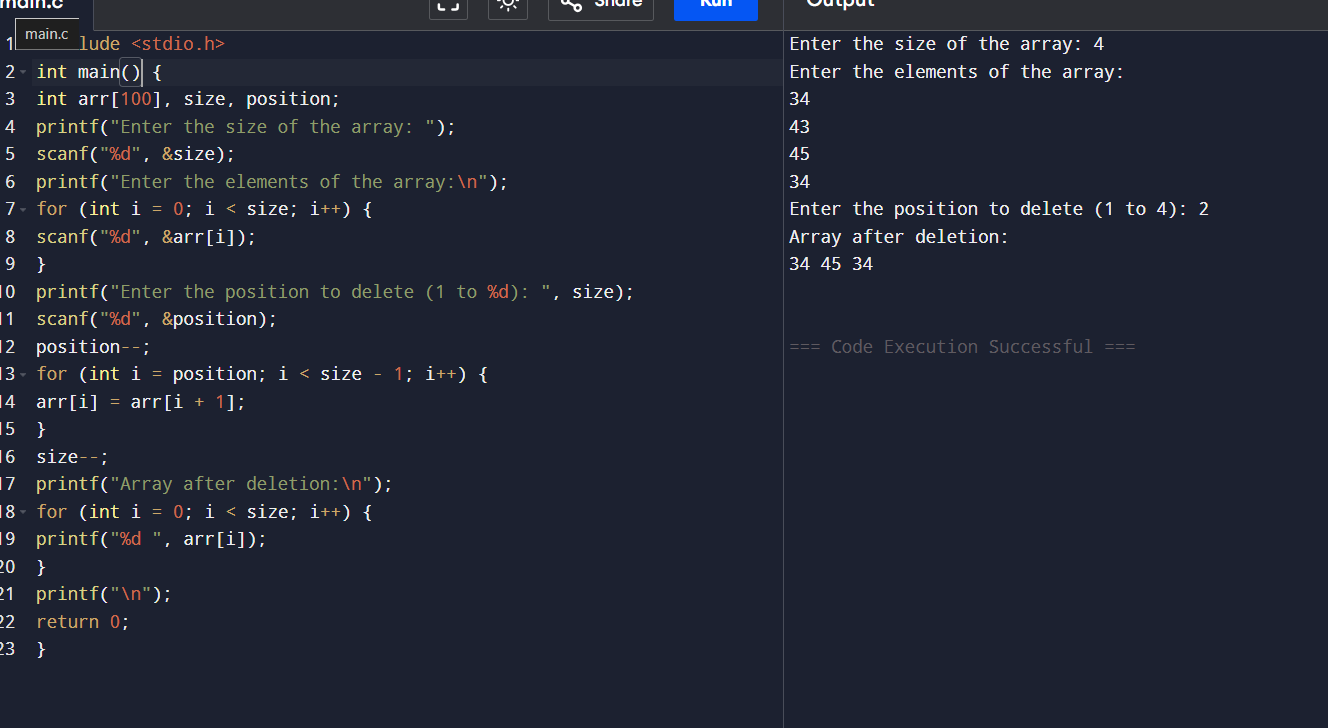 main.c
Share
Run
Output
main.c
1 lude <stdio.h>
2 int main() {
3 int arr[100], size, position;
4 printf("Enter the size of the array: ");
5 scanf("%d", &size);
6 printf("Enter the elements of the array:\n");
7 for (int i = 0; i < size; i++) {
8 scanf("%d", &arr[i]);
9 }
10 printf("Enter the position to delete (1 to %d): ", size);
11 scanf("%d", &position);
12 position--;
13 for (int i = position; i < size - 1; i++) {
14 arr[i] = arr[i + 1];
15 }
16 size--;
17 printf("Array after deletion:\n");
18 for (int i = 0; i < size; i++) {
19 printf("%d ", arr[i]);
20 }
21 printf("\n");
22 return 0;
23 }
Enter the size of the array: 4
Enter the elements of the array:
34
43
45
34
Enter the position to delete (1 to 4): 2
Array after deletion:
34 45 34
=== Code Execution Successful ===